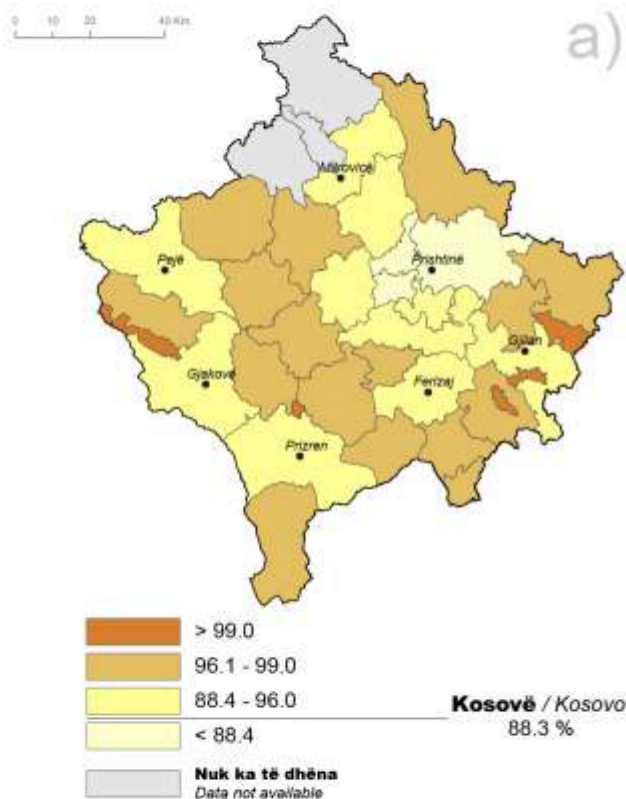 0 10 20 40 Km
a)
Mitrovicë
Prishtinë
Pejë
Gjilan
Gjakovë
Ferizaj
Prizren
> 99.0
96.1 - 99.0
88.4 - 96.0
Kosovë / Kosovo
88.3 %
< 88.4
Nuk ka të dhëna
Data not available